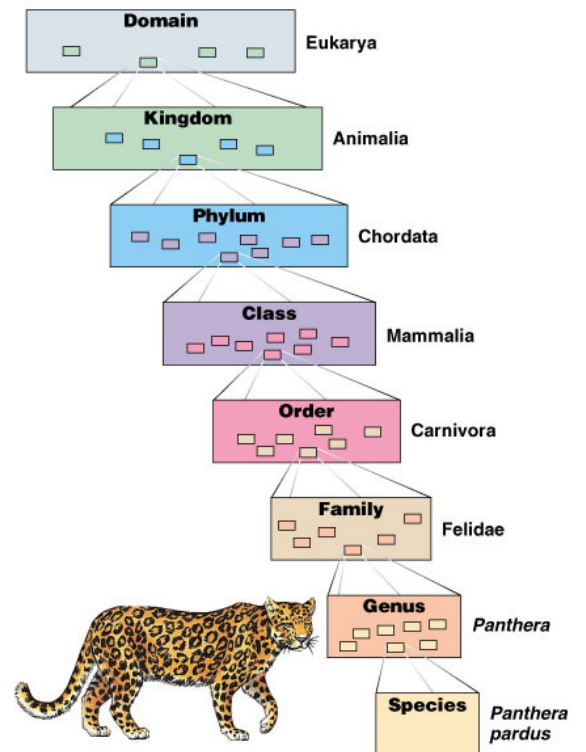 Domain
Eukarya
Kingdom
Animalia
Phylum
Chordata
Class
Mammalia
Order
Carnivora
Family
Felidae
Genus
Panthera
Species
Panthera
pardus